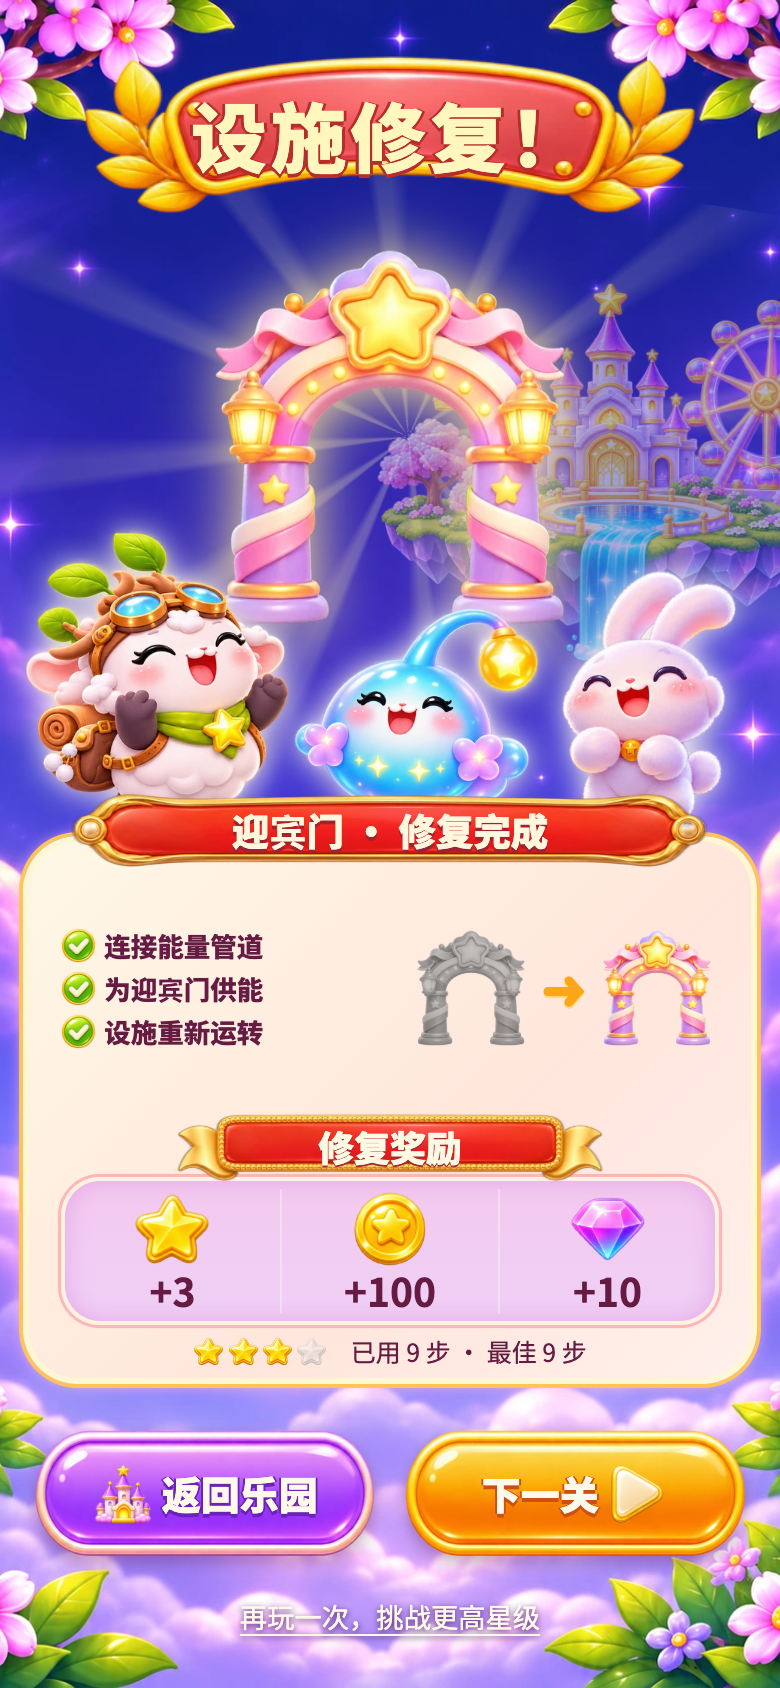 设施修复！
迎宾门 · 修复完成
连接能量管道
为迎宾门供能
设施重新运转
修复奖励
+3
+100
+10
已用 9 步 · 最佳 9 步
返回乐园
下一关
再玩一次，挑战更高星级